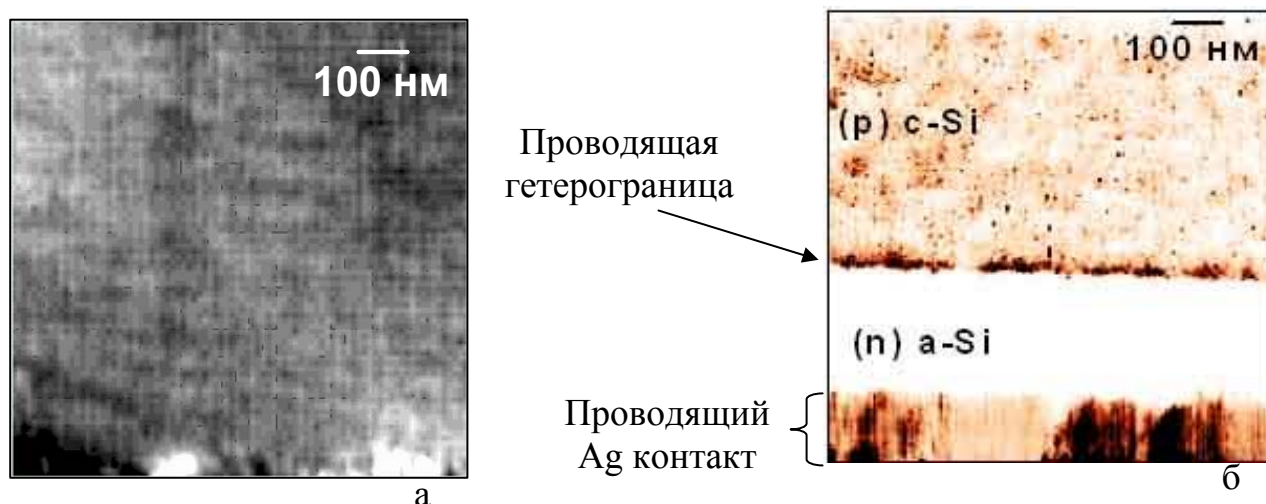 100 нм
а
Проводящая
гетерограница
Проводящий
Ag контакт
100 нм
(p) c-Si
(n) a-Si
б